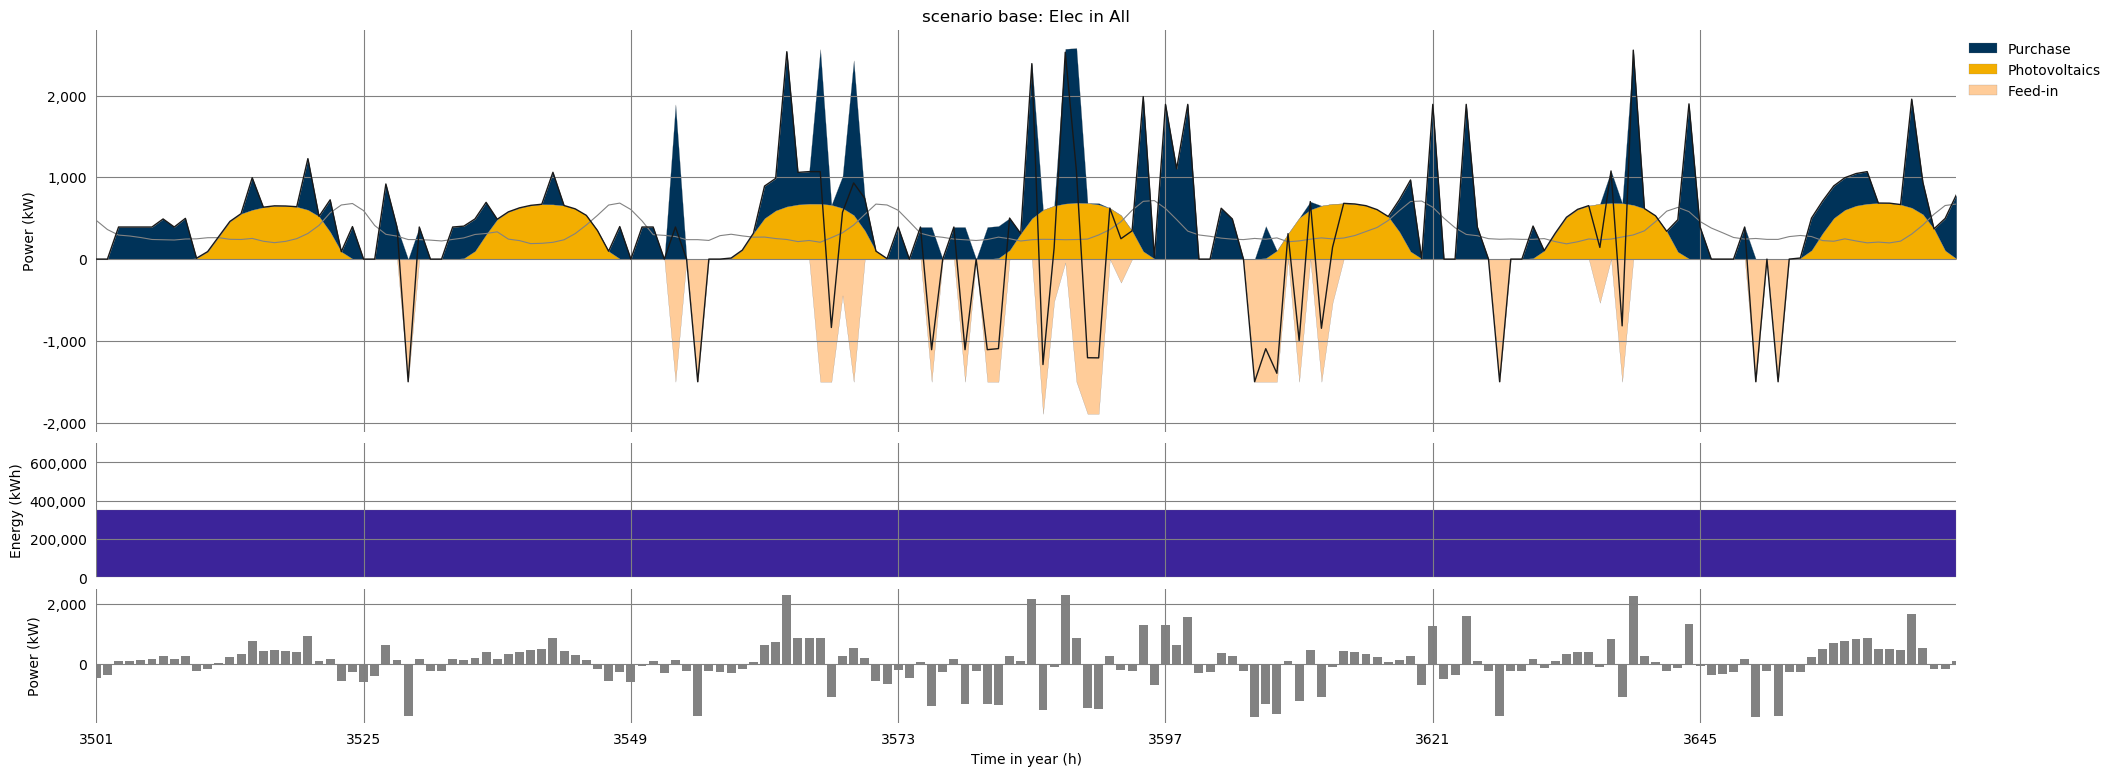 scenario base: Elec in All
Power (kW)
2,000
1,000
0
-1,000
-2,000
Purchase
Photovoltaics
Feed-in
Energy (kWh)
600,000
400,000
200,000
0
Power (kW)
2,000
0
3501 3525 3549 3573 3597 3621 3645
Time in year (h)